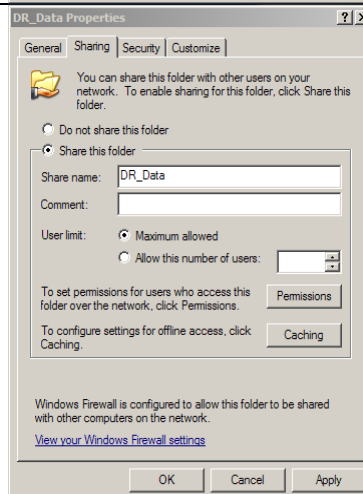 DR_Data Properties
General Sharing Security Customize
You can share this folder with other users on your
network. To enable sharing for this folder, click Share this
folder.
Do not share this folder
Share this folder
Share name: DR_Data
Comment:
User limit: Maximum allowed
Allow this number of users:
To set permissions for users who access this
folder over the network, click Permissions.
Permissions
To configure settings for offline access, click
Caching.
Caching
Windows Firewall is configured to allow this folder to be shared
with other computers on the network.
View your Windows Firewall settings
OK Cancel Apply